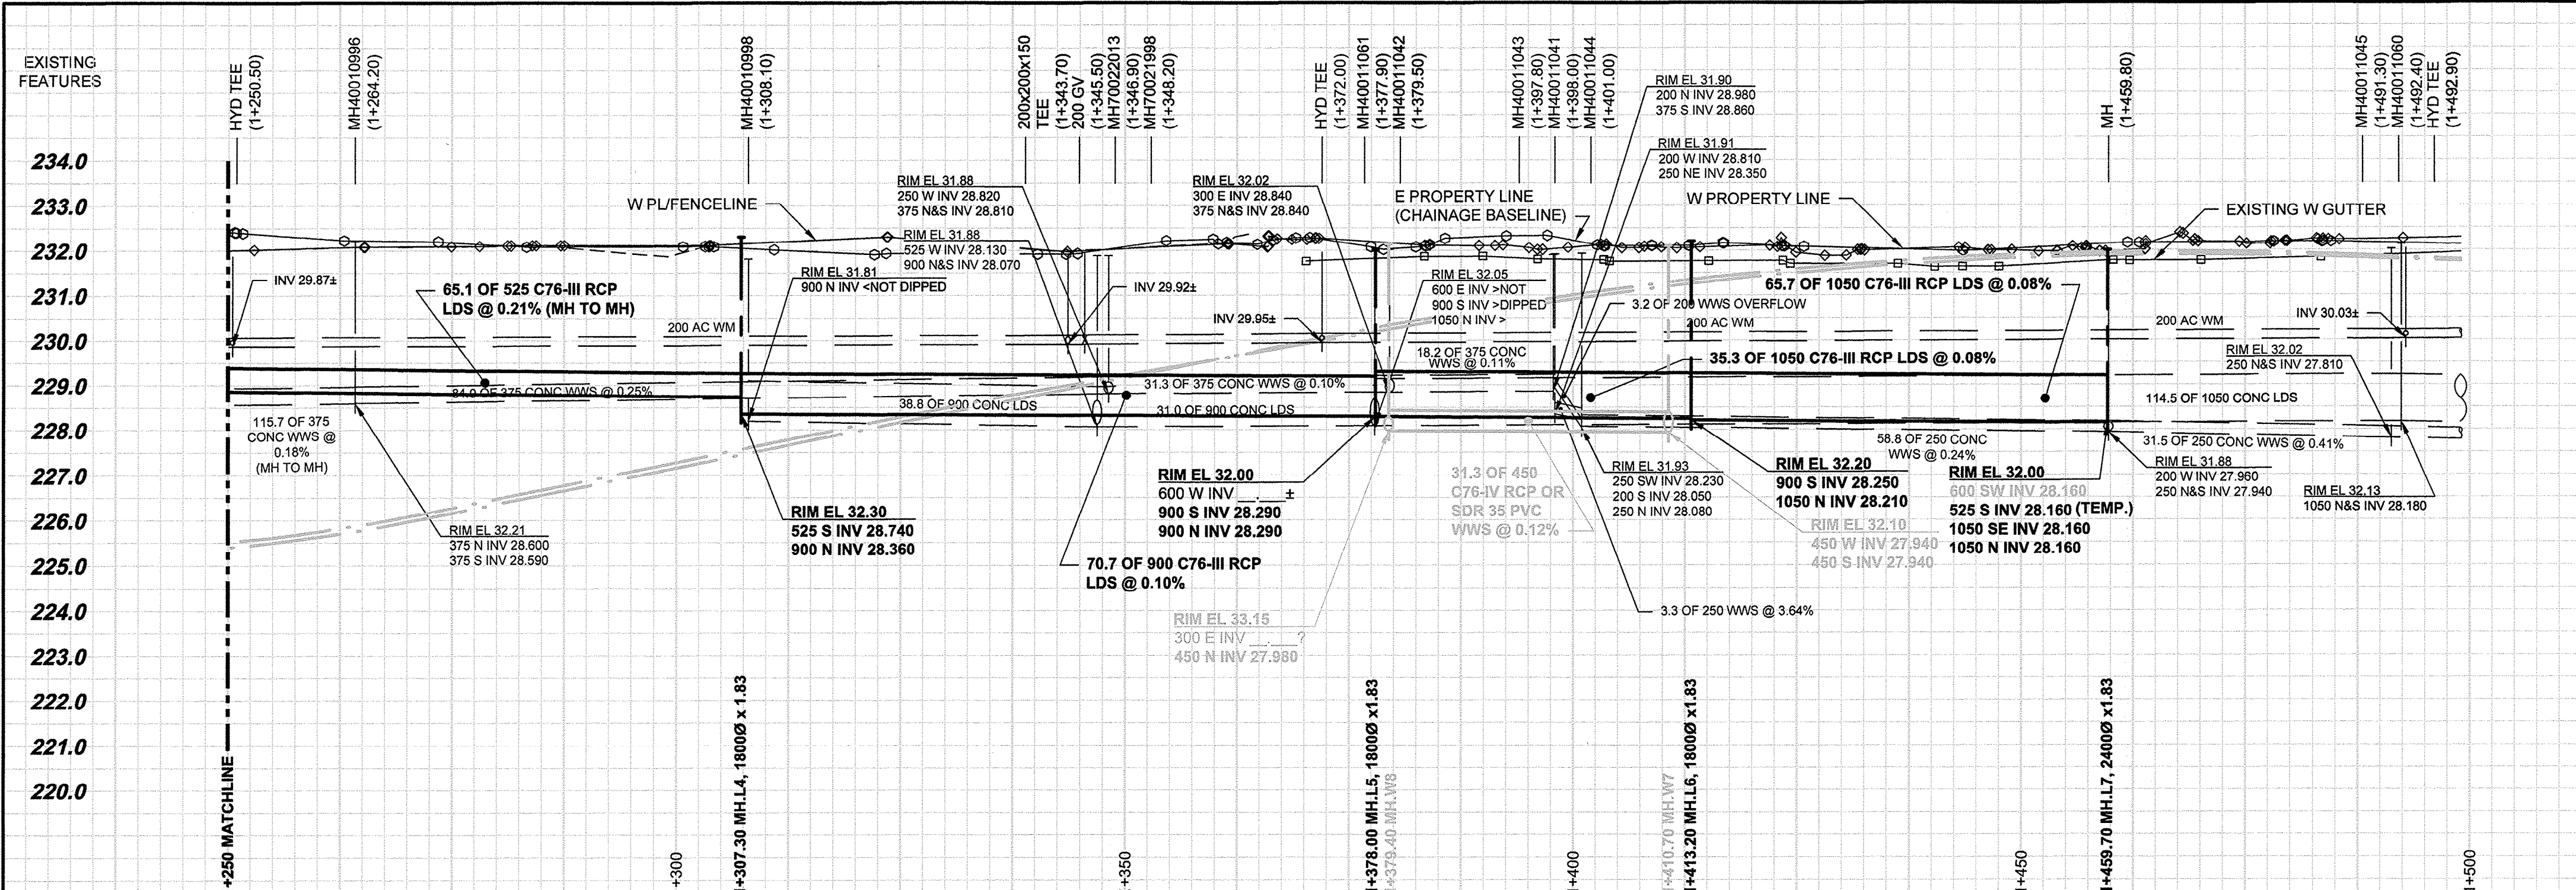 EXISTING
FEATURES
HYD TEE
(1+250.50)
MH40010996
(1+264.20)
MH40010998
(1+308.10)
200x200x150
TEE
(1+343.70)
200 GV
(1+345.50)
MH70022013
(1+346.90)
MH70021998
(1+348.20)
HYD TEE
(1+372.00)
MH40011061
(1+377.90)
MH40011042
(1+379.50)
MH40011043
(1+397.80)
MH40011041
(1+398.00)
MH40011044
(1+401.00)
MH
(1+459.80)
MH40011045
(1+491.30)
MH40011060
(1+492.40)
HYD TEE
(1+492.90)
234.0
233.0
232.0
231.0
230.0
229.0
228.0
227.0
226.0
225.0
224.0
223.0
222.0
221.0
220.0
RIM EL 31.90
200 N INV 28.980
375 S INV 28.860
RIM EL 31.91
200 W INV 28.810
250 NE INV 28.350
W PL/FENCELINE
RIM EL 31.88
250 W INV 28.820
375 N&S INV 28.810
RIM EL 31.88
525 W INV 28.130
900 N&S INV 28.070
RIM EL 32.02
300 E INV 28.840
375 N&S INV 28.840
E PROPERTY LINE
(CHAINAGE BASELINE)
W PROPERTY LINE
EXISTING W GUTTER
INV 29.87±
65.1 OF 525 C76-III RCP
LDS @ 0.21% (MH TO MH)
RIM EL 31.81
900 N INV <NOT DIPPED
INV 29.92±
INV 29.95±
RIM EL 32.05
600 E INV >NOT
900 S INV >DIPPED
1050 N INV >
3.2 OF 200 WWS OVERFLOW
65.7 OF 1050 C76-III RCP LDS @ 0.08%
200 AC WM
200 AC WM
200 AC WM
INV 30.03±
18.2 OF 375 CONC
WWS @ 0.11%
35.3 OF 1050 C76-III RCP LDS @ 0.08%
RIM EL 32.02
250 N&S INV 27.810
84.0 OF 375 CONC WWS @ 0.25%
31.3 OF 375 CONC WWS @ 0.10%
38.8 OF 900 CONC LDS
31.0 OF 900 CONC LDS
114.5 OF 1050 CONC LDS
115.7 OF 375
CONC WWS @
0.18%
(MH TO MH)
58.8 OF 250 CONC
WWS @ 0.24%
31.5 OF 250 CONC WWS @ 0.41%
RIM EL 32.21
375 N INV 28.600
375 S INV 28.590
RIM EL 32.30
525 S INV 28.740
900 N INV 28.360
RIM EL 32.00
600 W INV __.___±
900 S INV 28.290
900 N INV 28.290
70.7 OF 900 C76-III RCP
LDS @ 0.10%
31.3 OF 450
C76-IV RCP OR
SDR 35 PVC
WWS @ 0.12%
RIM EL 31.93
250 SW INV 28.230
200 S INV 28.050
250 N INV 28.080
RIM EL 32.20
900 S INV 28.250
1050 N INV 28.210
RIM EL 32.10
450 W INV 27.940
450 S INV 27.940
RIM EL 32.00
600 SW INV 28.160
525 S INV 28.160 (TEMP.)
1050 SE INV 28.160
1050 N INV 28.160
RIM EL 31.88
200 W INV 27.960
250 N&S INV 27.940
RIM EL 32.13
1050 N&S INV 28.180
3.3 OF 250 WWS @ 3.64%
RIM EL 33.15
300 E INV __.___?
450 N INV 27.980
+250 MATCHLINE
+300
1+307.30 MH.L4, 1800Ø x 1.83
+350
1+378.00 MH.L5, 1800Ø x1.83
1+379.40 MH.W8
+400
1+410.70 MH.W7
1+413.20 MH.L6, 1800Ø x1.83
+450
1+459.70 MH.L7, 2400Ø x1.83
+500